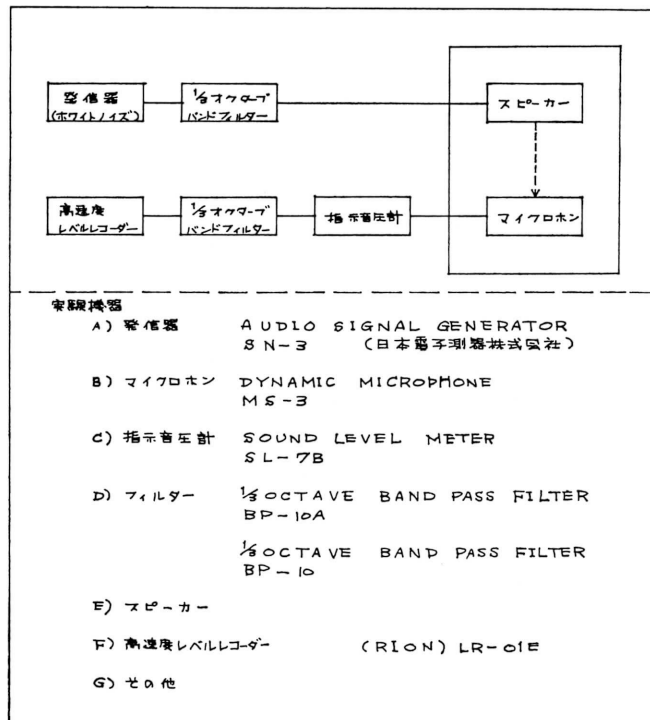 発信器
(ホワイトノイズ)
1/3オクターブ
バンドフィルター
スピーカー
高速度
レベルレコーダー
1/3オクターブ
バンドフィルター
指示音圧計
マイクロホン
実験機器
A) 発信器 AUDIO SIGNAL GENERATOR
SN-3 (日本電子測器株式会社)
B) マイクロホン DYNAMIC MICROPHONE
MS-3
C) 指示音圧計 SOUND LEVEL METER
SL-7B
D) フィルター 1/3 OCTAVE BAND PASS FILTER
BP-10A
1/3 OCTAVE BAND PASS FILTER
BP-10
E) スピーカー
F)高速度レベルレコーダー (RION) LR-01E
G) その他